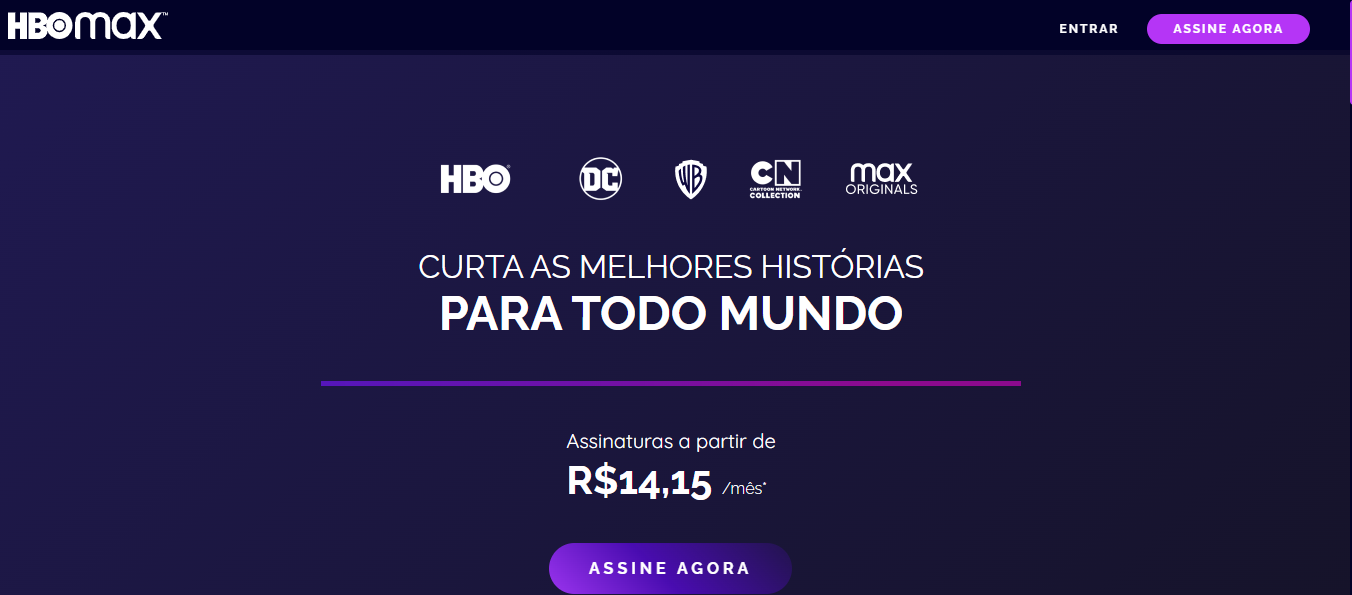 HBOmax™
ENTRAR
ASSINE AGORA
HBO®
DC
WB
CN
CARTOON NETWORK
COLLECTION
max
ORIGINALS
CURTA AS MELHORES HISTÓRIAS
PARA TODO MUNDO
Assinaturas a partir de
R$14,15 /mês*
ASSINE AGORA